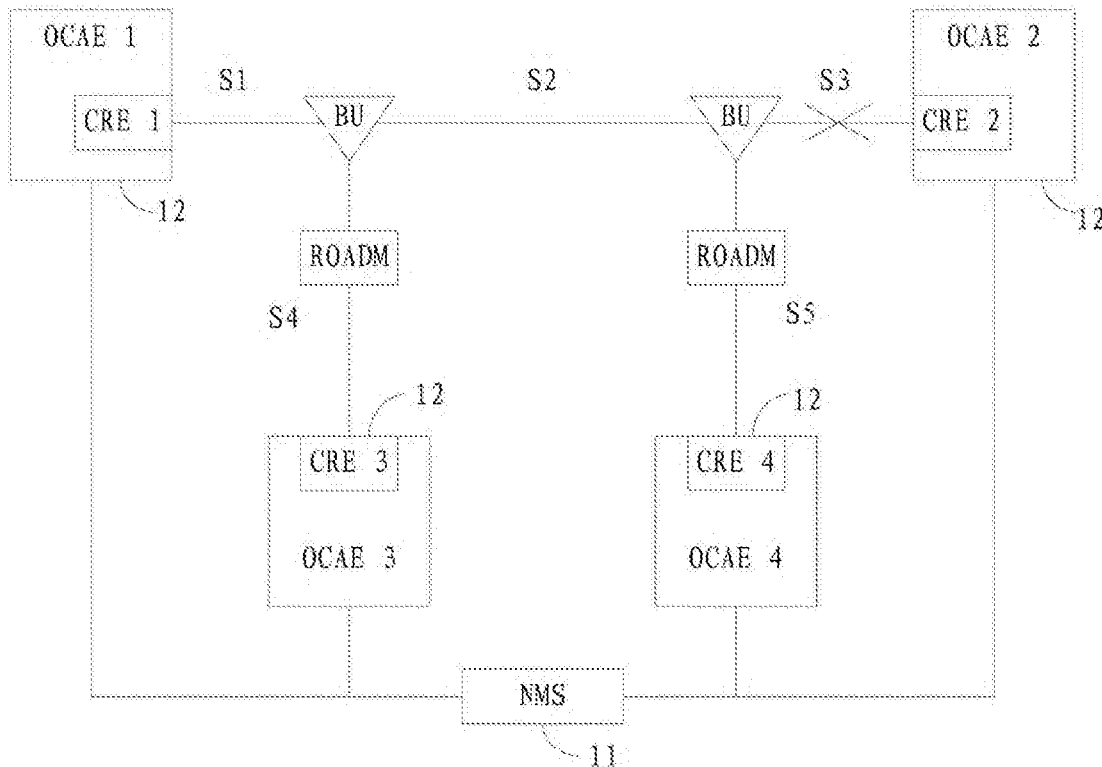 OCAE 1
OCAE 2
S1
S2
S3
CRE 1
BU
BU
CRE 2
12
12
ROADM
ROADM
S4
S5
12
12
CRE 3
CRE 4
OCAE 3
OCAE 4
NMS
11